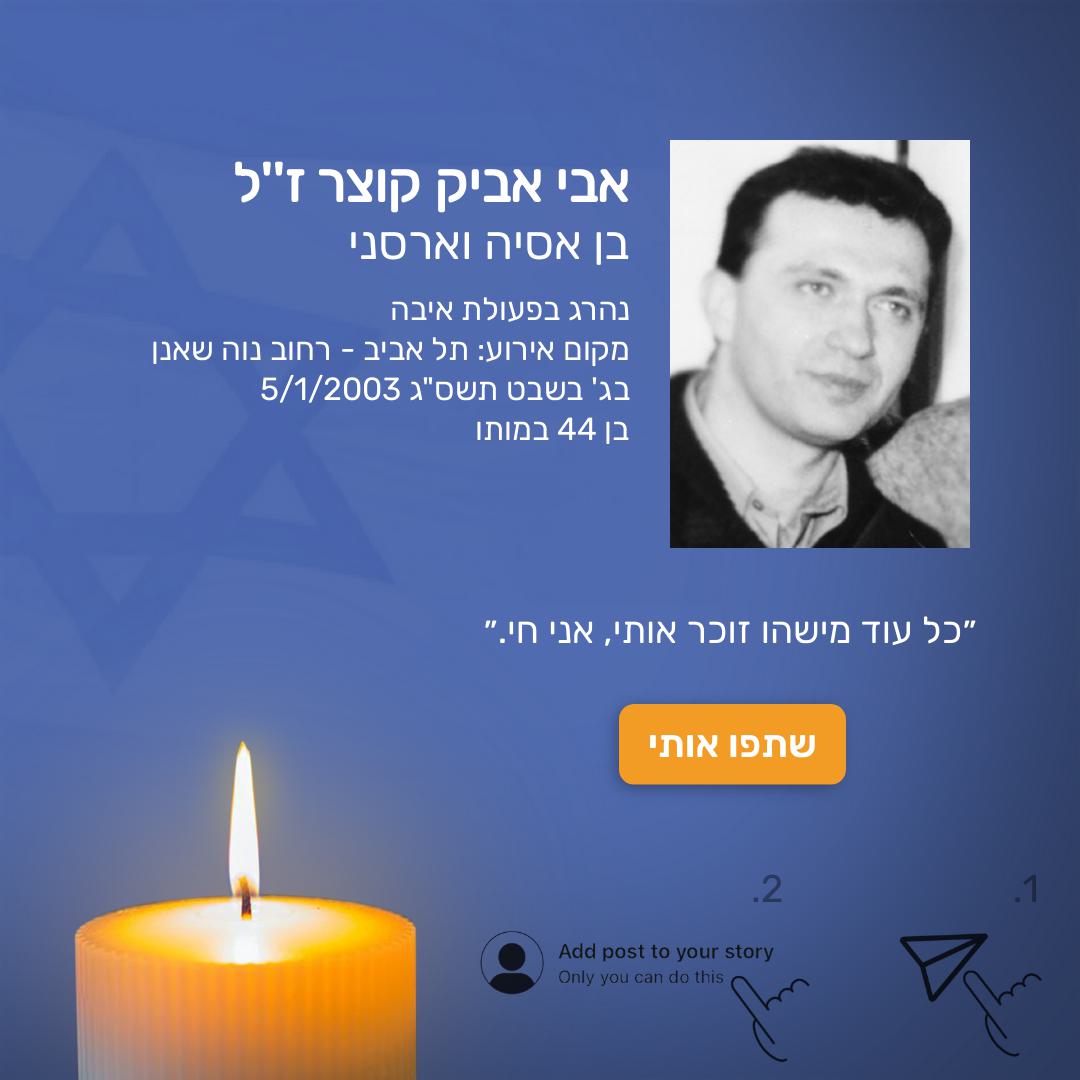 אבי אביק קוצר ז"ל
בן אסיה וארסני
נהרג בפעולת איבה
מקום אירוע: תל אביב - רחוב נוה שאנן
בג' בשבט תשס"ג 5/1/2003
בן 44 במותו
״כל עוד מישהו זוכר אותי, אני חי.״
שתפו אותי
1.
2.
Add post to your story
Only you can do this